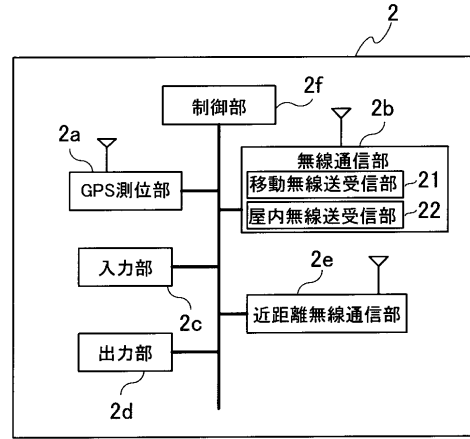 2
制御部
2f
2a
2b
無線通信部
GPS測位部
移動無線送受信部
21
屋内無線送受信部
22
入力部
2e
2c
近距離無線通信部
出力部
2d